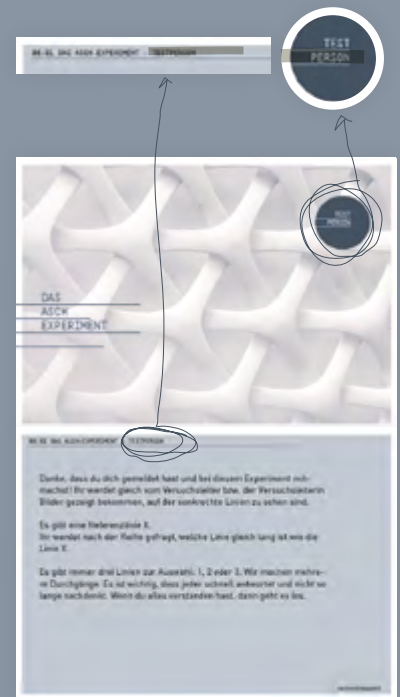 08.01 DAS ASCH-EXPERIMENT TESTPERSON
TEST
PERSON
TEST
PERSON
DAS
ASCH
EXPERIMENT
08.01 DAS ASCH-EXPERIMENT TESTPERSON
Danke, dass du dich gemeldet hast und bei diesem Experiment mit-
machst! Ihr werdet gleich vom Versuchsleiter bzw. der Versuchsleiterin
Bilder gezeigt bekommen, auf der senkrechte Linien zu sehen sind.
Es gibt eine Referenzlinie X.
Ihr werdet nach der Reihe gefragt, welche Linie gleich lang ist wie die
Linie X.
Es gibt immer drei Linien zur Auswahl: 1, 2 oder 3. Wir machen mehre-
re Durchgänge. Es ist wichtig, dass jeder schnell antwortet und nicht so
lange nachdenkt. Wenn du alles verstanden hast, dann geht es los.